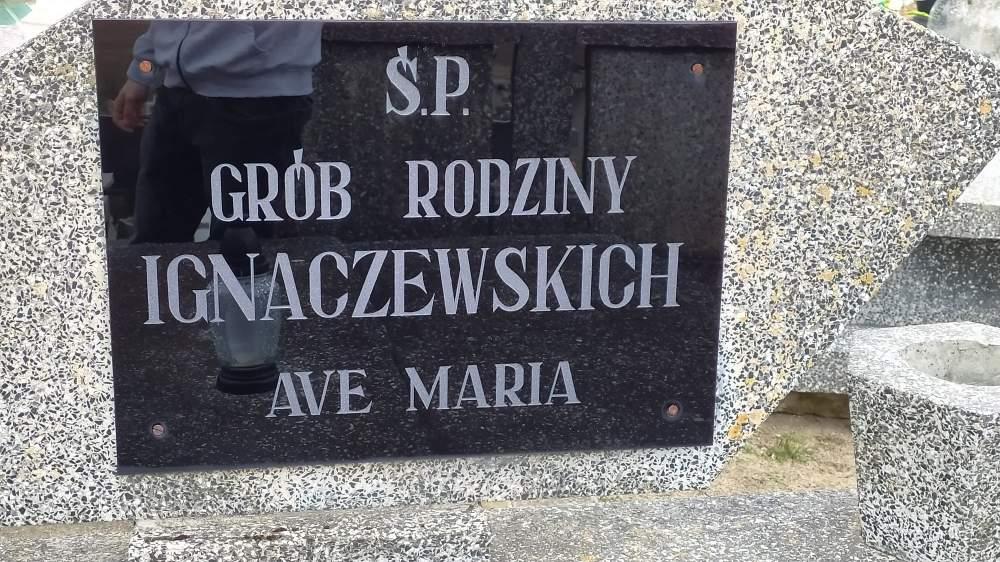 Ś.P.
GRÓB RODZINY
IGNACZEWSKICH
AVE MARIA